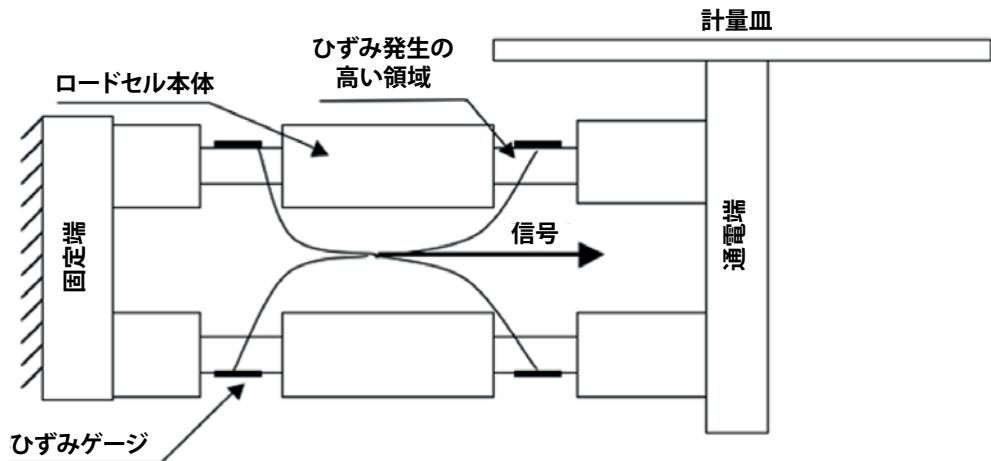 計量皿
ひずみ発生の
高い領域
ロードセル本体
固定端
信号
通電端
ひずみゲージ